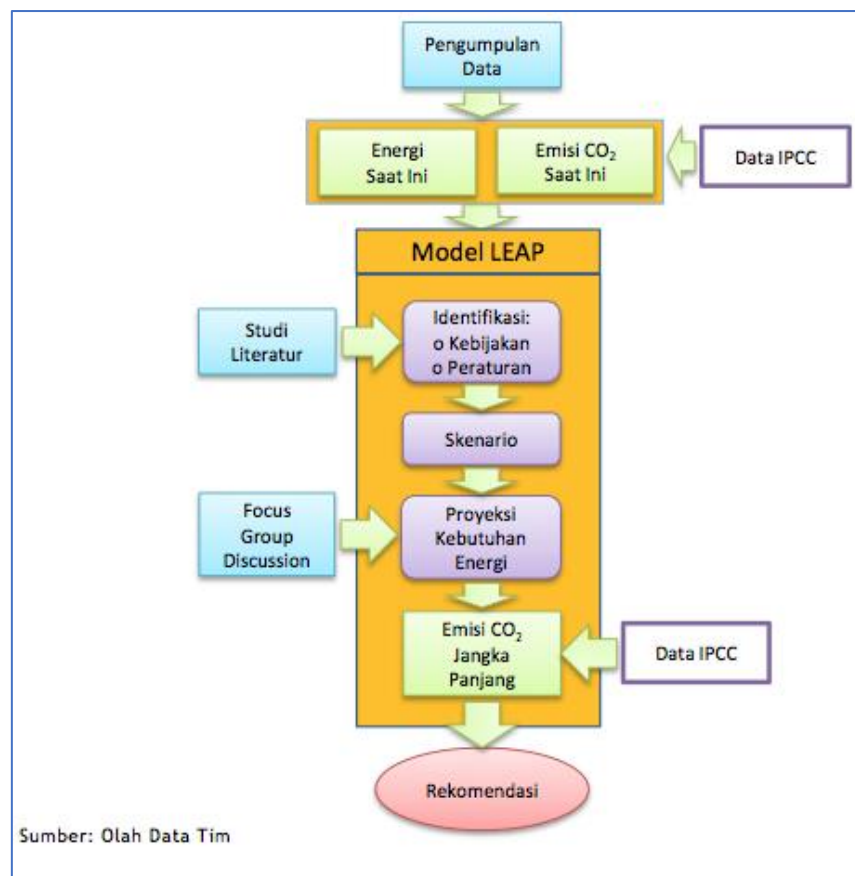 Pengumpulan
Data
Energi
Saat Ini
Emisi CO₂
Saat Ini
Data IPCC
Model LEAP
Studi
Literatur
Identifikasi:
o Kebijakan
o Peraturan
Skenario
Focus
Group
Discussion
Proyeksi
Kebutuhan
Energi
Emisi CO₂
Jangka
Panjang
Data IPCC
Rekomendasi
Sumber: Olah Data Tim